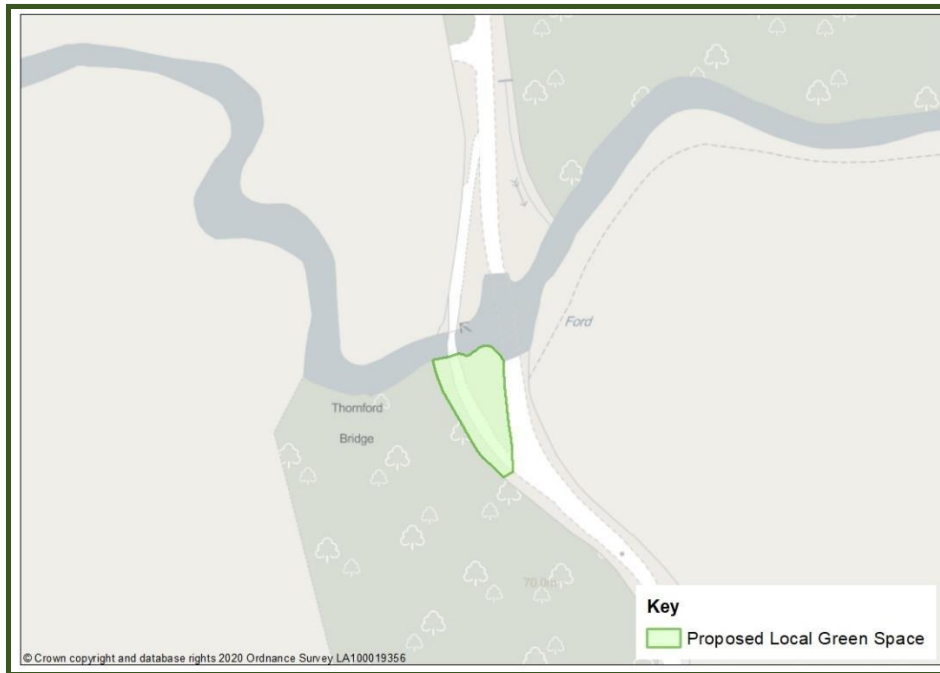 Ford
Thornford
Bridge
70.0m
Key
Proposed Local Green Space
© Crown copyright and database rights 2020 Ordnance Survey LA100019356